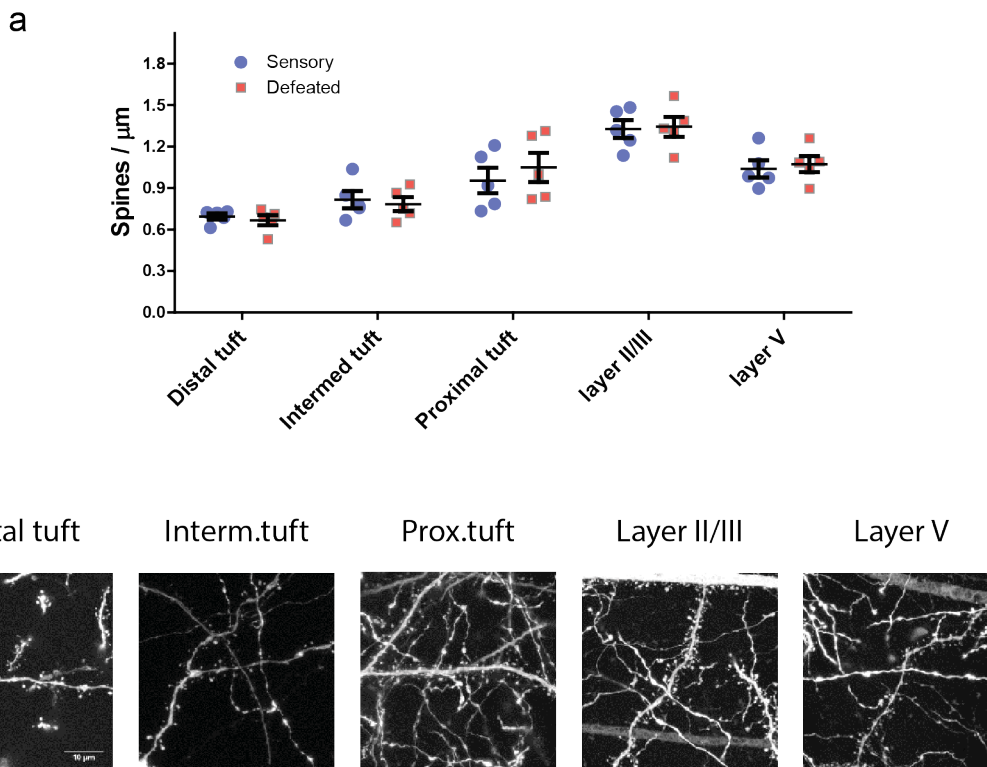 a
Spines / μm
1.8
1.5
1.2
0.9
0.6
0.3
0.0
Sensory
Defeated
Distal tuft
Intermed tuft
Proximal tuft
layer II/III
layer V
tal tuft
Interm.tuft
Prox.tuft
Layer II/III
Layer V
10 μm